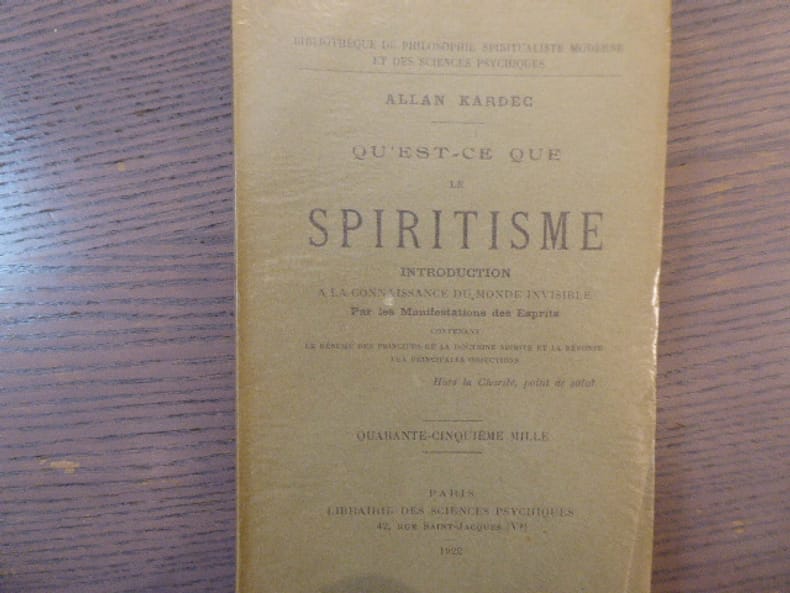 BIBLIOTHÈQUE DE PHILOSOPHIE SPIRITUALISTE MODERNE
ET DES SCIENCES PSYCHIQUES
ALLAN KARDEC
QU'EST-CE QUE
LE
SPIRITISME
INTRODUCTION
A LA CONNAISSANCE DU MONDE INVISIBLE
Par les Manifestations des Esprits
CONTENANT
LE RÉSUMÉ DES PRINCIPES DE LA DOCTRINE SPIRITE ET LA RÉPONSE
AUX PRINCIPALES OBJECTIONS
Hors la Charité, point de salut.
QUARANTE-CINQUIÈME MILLE
PARIS
LIBRAIRIE DES SCIENCES PSYCHIQUES
42, RUE SAINT-JACQUES (Ve)
1922